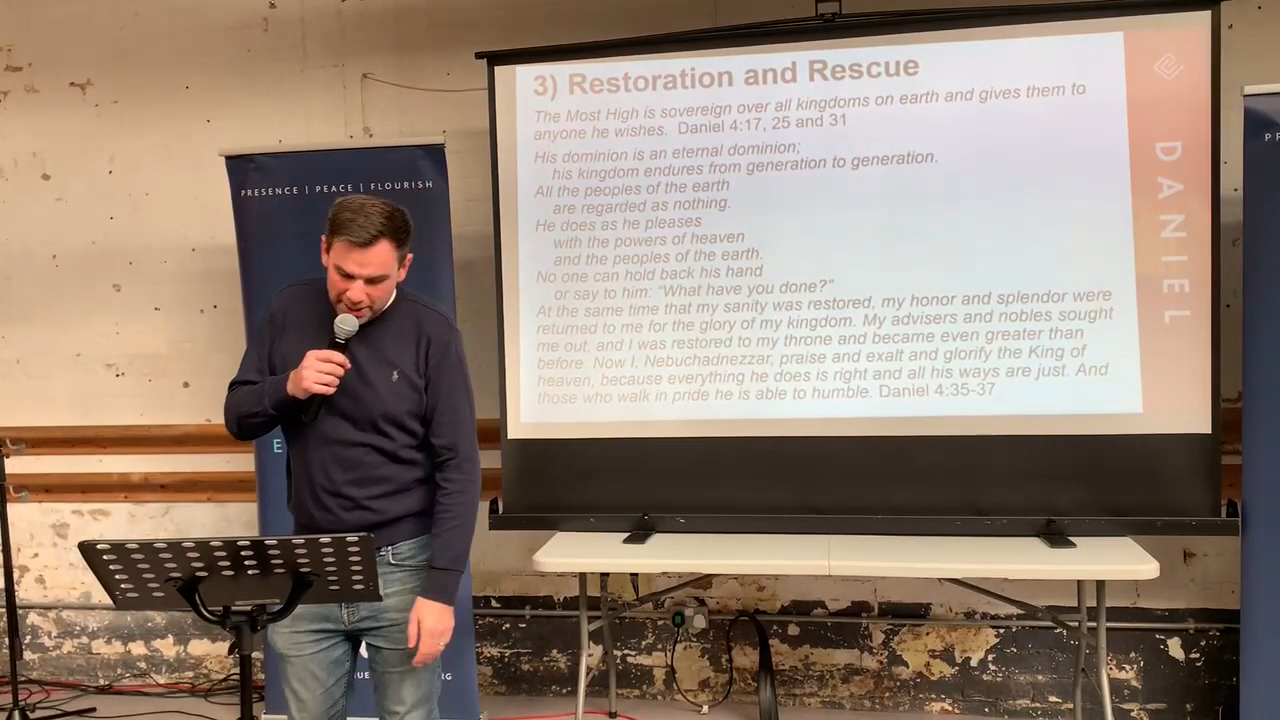 PRESENCE | PEACE | FLOURISH
3) Restoration and Rescue
The Most High is sovereign over all kingdoms on earth and gives them to
anyone he wishes. Daniel 4:17, 25 and 31
His dominion is an eternal dominion;
his kingdom endures from generation to generation.
All the peoples of the earth
are regarded as nothing.
He does as he pleases
with the powers of heaven
and the peoples of the earth.
No one can hold back his hand
or say to him: “What have you done?”
At the same time that my sanity was restored, my honor and splendor were
returned to me for the glory of my kingdom. My advisers and nobles sought
me out, and I was restored to my throne and became even greater than
before. Now I, Nebuchadnezzar, praise and exalt and glorify the King of
heaven, because everything he does is right and all his ways are just. And
those who walk in pride he is able to humble. Daniel 4:35-37
DANIEL